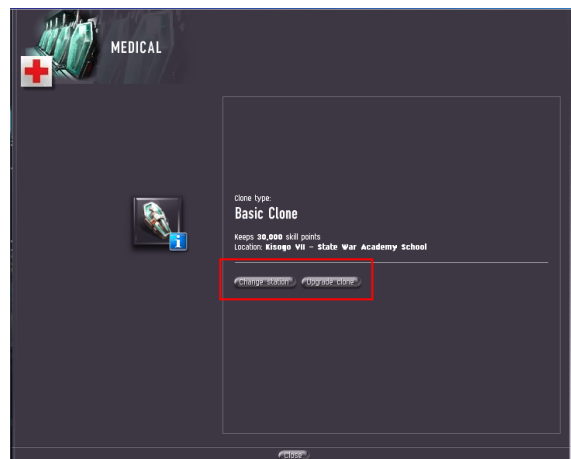 MEDICAL
Clone type:
Basic Clone
Keeps 30,000 skill points
Location: Kisogo VII - State War Academy School
Change station
Upgrade clone
Close